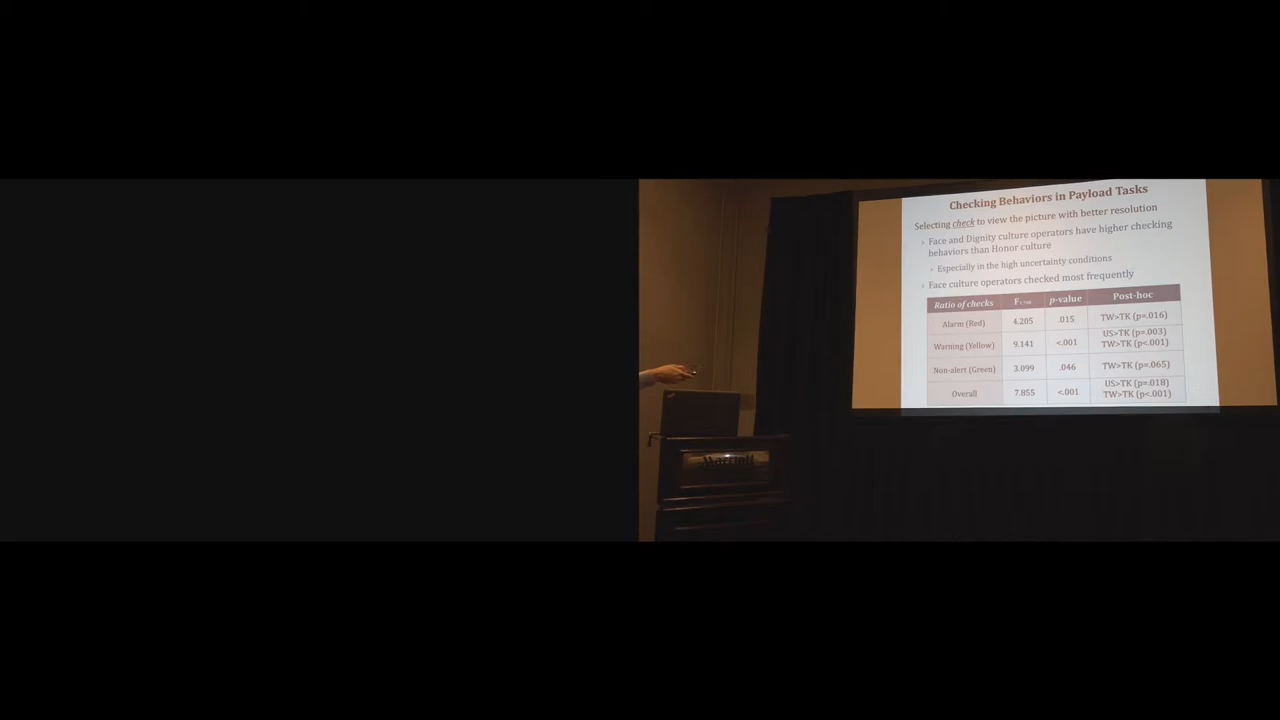 Checking Behaviors in Payload Tasks
Selecting check to view the picture with better resolution
Face and Dignity culture operators have higher checking
behaviors than Honor culture
Especially in the high uncertainty conditions
Face culture operators checked most frequently
Ratio of checks F p-value Post-hoc
Alarm (Red) 4.205 .015 TW>TK (p=.016)
Warning (Yellow) 9.141 <.001 US>TK (p=.003)
TW>TK (p<.001)
Non-alert (Green) 3.099 .046 TW>TK (p=.065)
Overall 7.855 <.001 US>TK (p=.018)
TW>TK (p<.001)
Marriott